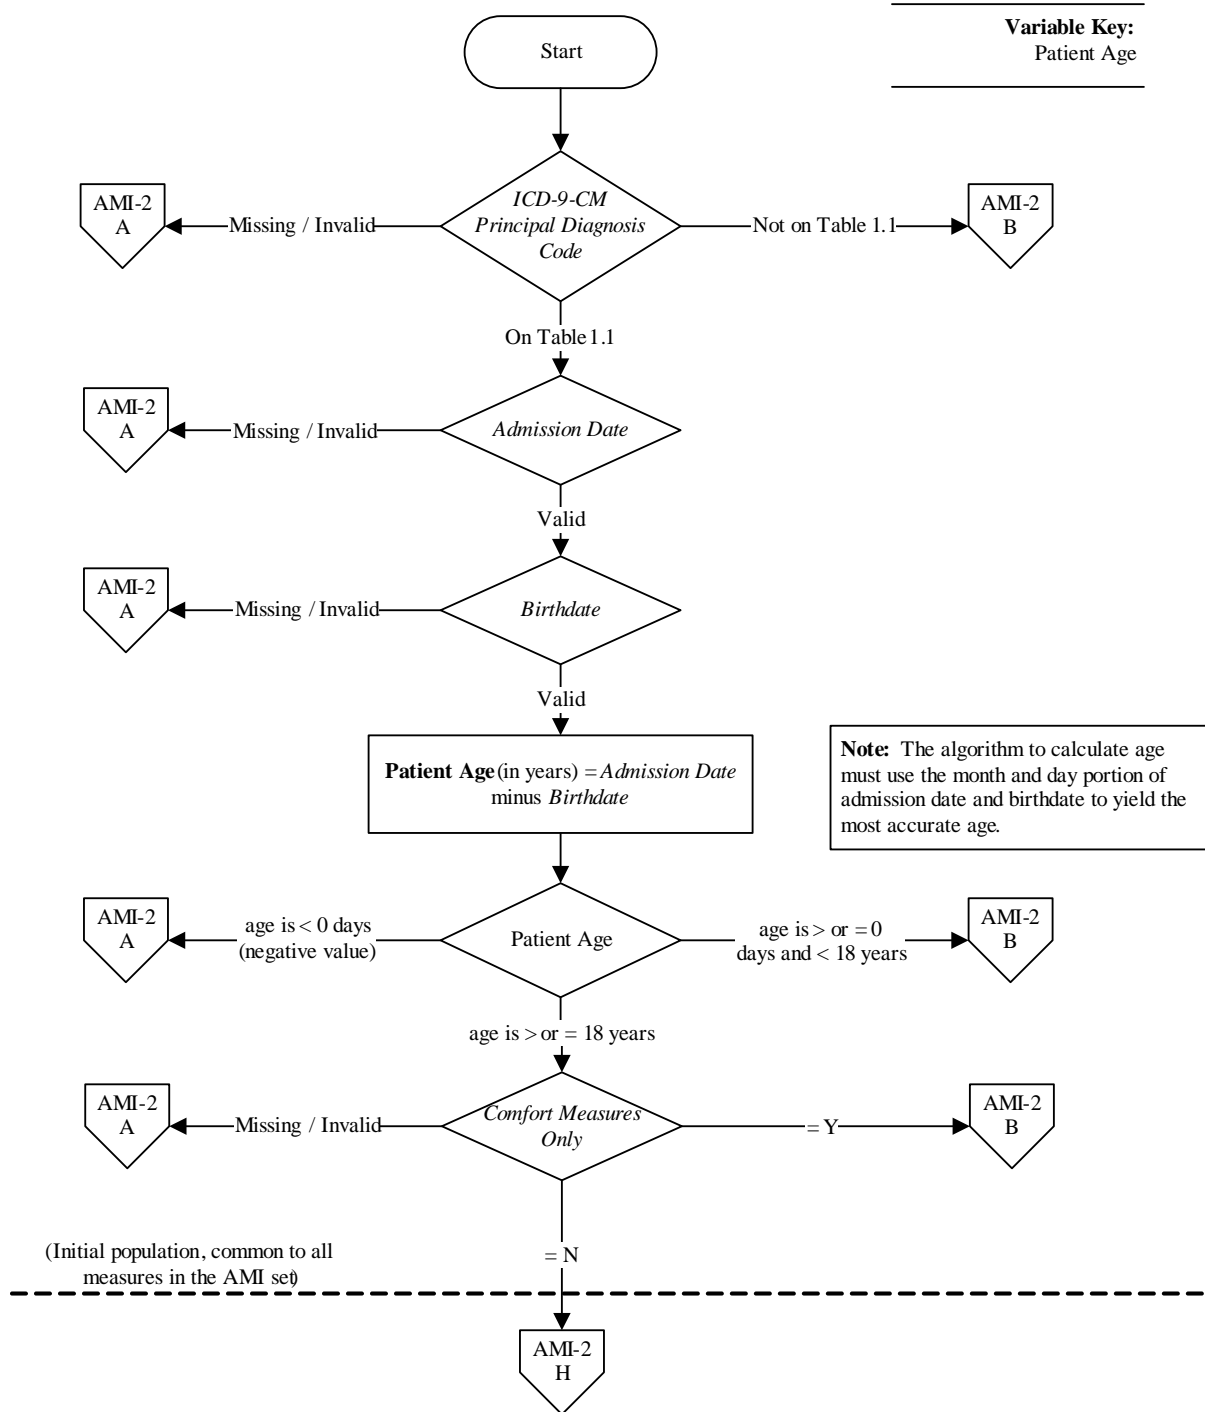 Variable Key:
Patient Age
Start
ICD-9-CM
Principal Diagnosis
Code
AMI-2
A
Missing / Invalid
Not on Table 1.1
AMI-2
B
On Table 1.1
Admission Date
AMI-2
A
Missing / Invalid
Valid
Birthdate
AMI-2
A
Missing / Invalid
Valid
Patient Age (in years) = Admission Date
minus Birthdate
Note: The algorithm to calculate age
must use the month and day portion of
admission date and birthdate to yield the
most accurate age.
Patient Age
AMI-2
A
age is < 0 days
(negative value)
age is > or = 0
days and < 18 years
AMI-2
B
age is > or = 18 years
Comfort Measures
Only
AMI-2
A
Missing / Invalid
= Y
AMI-2
B
= N
(Initial population, common to all
measures in the AMI set)
AMI-2
H